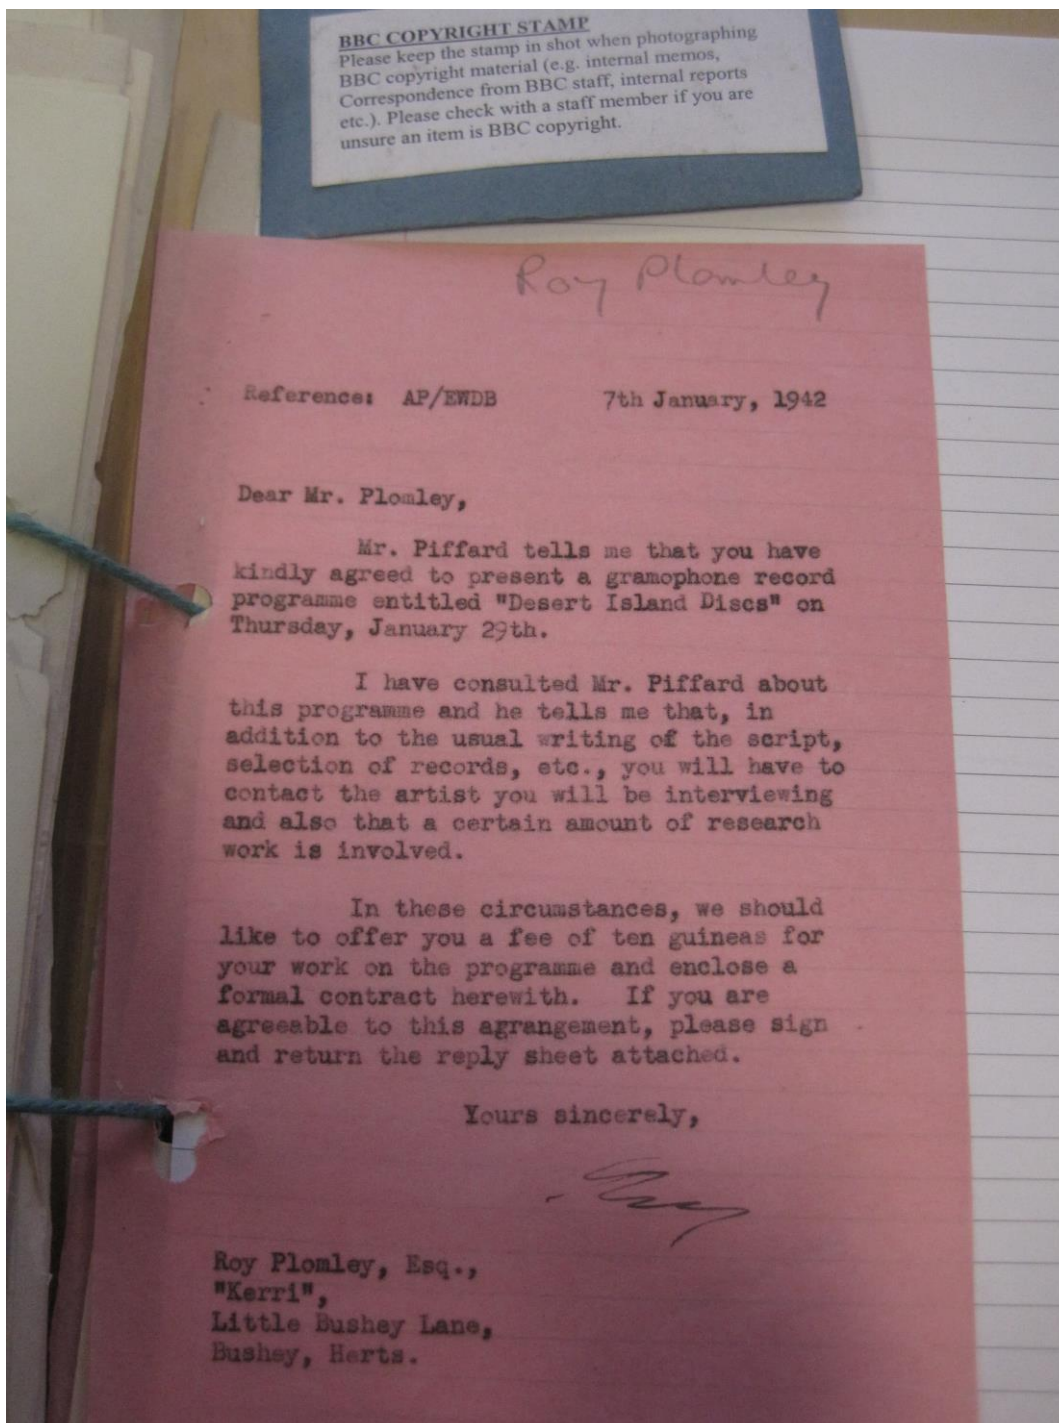 BBC COPYRIGHT STAMP
Please keep the stamp in shot when photographing
BBC copyright material (e.g. internal memos,
Correspondence from BBC staff, internal reports
etc.). Please check with a staff member if you are
unsure an item is BBC copyright.
Roy Plomley
Reference: AP/EWDB 7th January, 1942
Dear Mr. Plomley,
Mr. Piffard tells me that you have
kindly agreed to present a gramophone record
programme entitled "Desert Island Discs" on
Thursday, January 29th.
I have consulted Mr. Piffard about
this programme and he tells me that, in
addition to the usual writing of the script,
selection of records, etc., you will have to
contact the artist you will be interviewing
and also that a certain amount of research
work is involved.
In these circumstances, we should
like to offer you a fee of ten guineas for
your work on the programme and enclose a
formal contract herewith. If you are
agreeable to this agrangement, please sign
and return the reply sheet attached.
Yours sincerely,
Roy Plomley, Esq.,
"Kerri",
Little Bushey Lane,
Bushey, Herts.